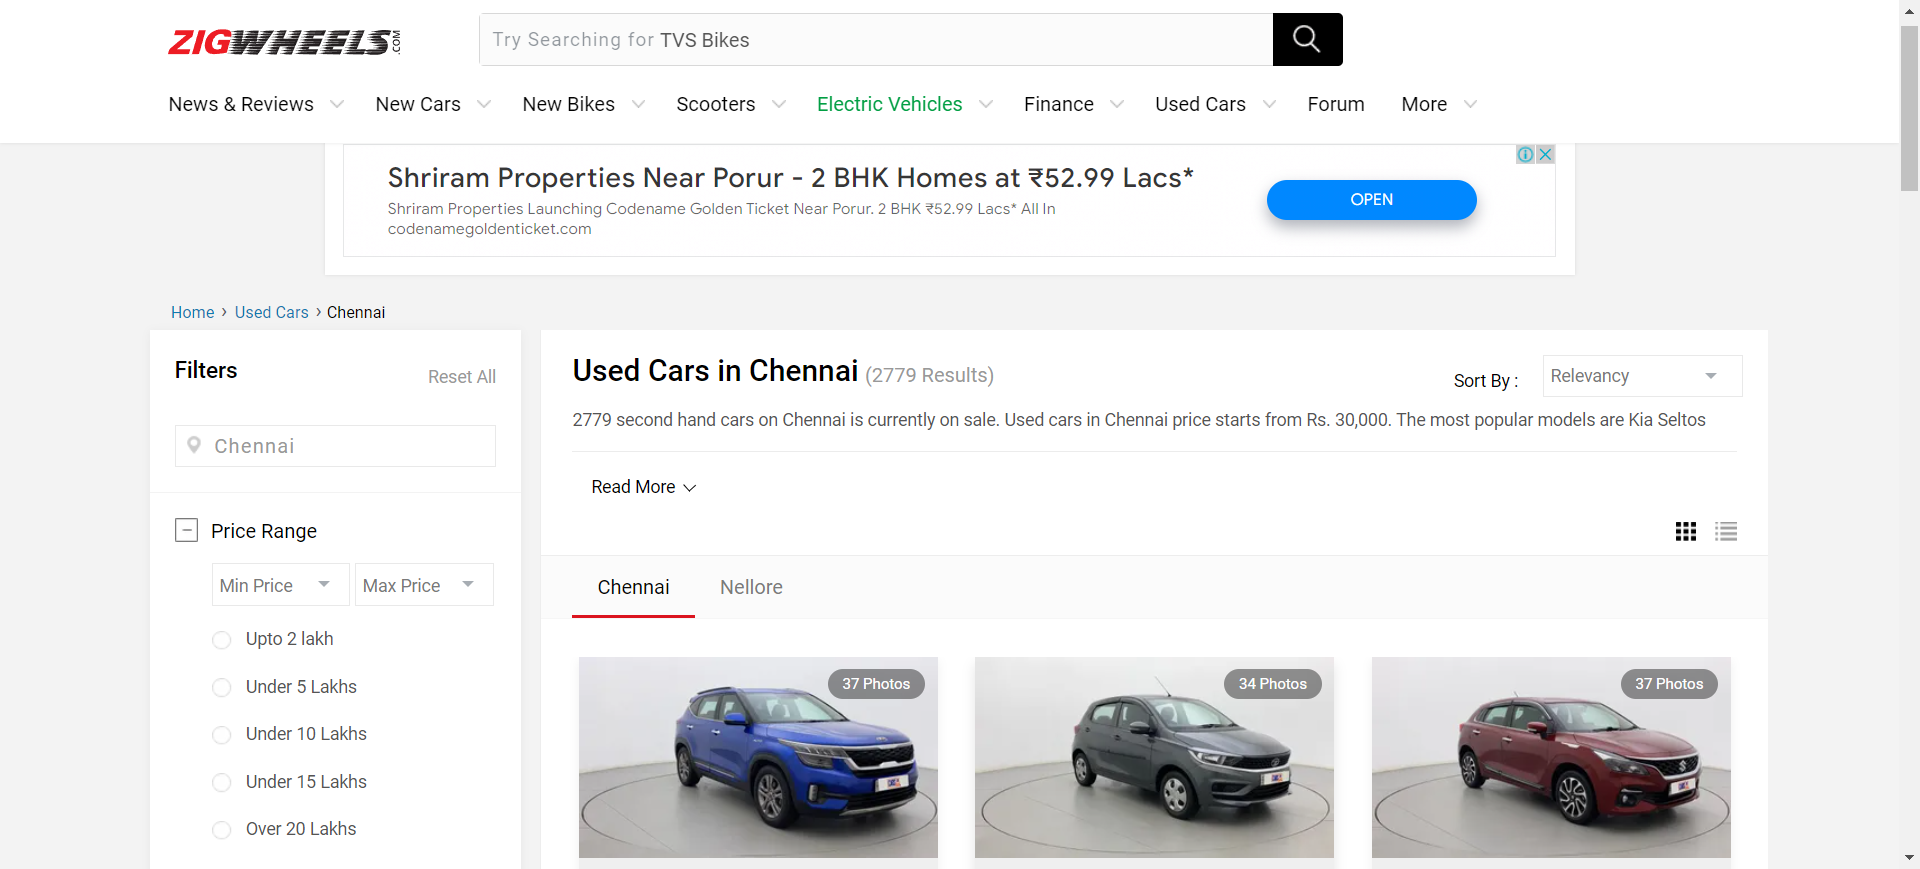 ZIGWHEELS.COM
Try Searching for TVS Bikes
News & Reviews
New Cars
New Bikes
Scooters
Electric Vehicles
Finance
Used Cars
Forum
More
Shriram Properties Near Porur - 2 BHK Homes at ₹52.99 Lacs*
Shriram Properties Launching Codename Golden Ticket Near Porur. 2 BHK ₹52.99 Lacs* All In
codenamegoldenticket.com
OPEN
Home › Used Cars › Chennai
Filters
Reset All
Chennai
Price Range
Min Price
Max Price
Upto 2 lakh
Under 5 Lakhs
Under 10 Lakhs
Under 15 Lakhs
Over 20 Lakhs
Used Cars in Chennai (2779 Results)
Sort By :
Relevancy
2779 second hand cars on Chennai is currently on sale. Used cars in Chennai price starts from Rs. 30,000. The most popular models are Kia Seltos
Read More
Chennai
Nellore
37 Photos
34 Photos
37 Photos